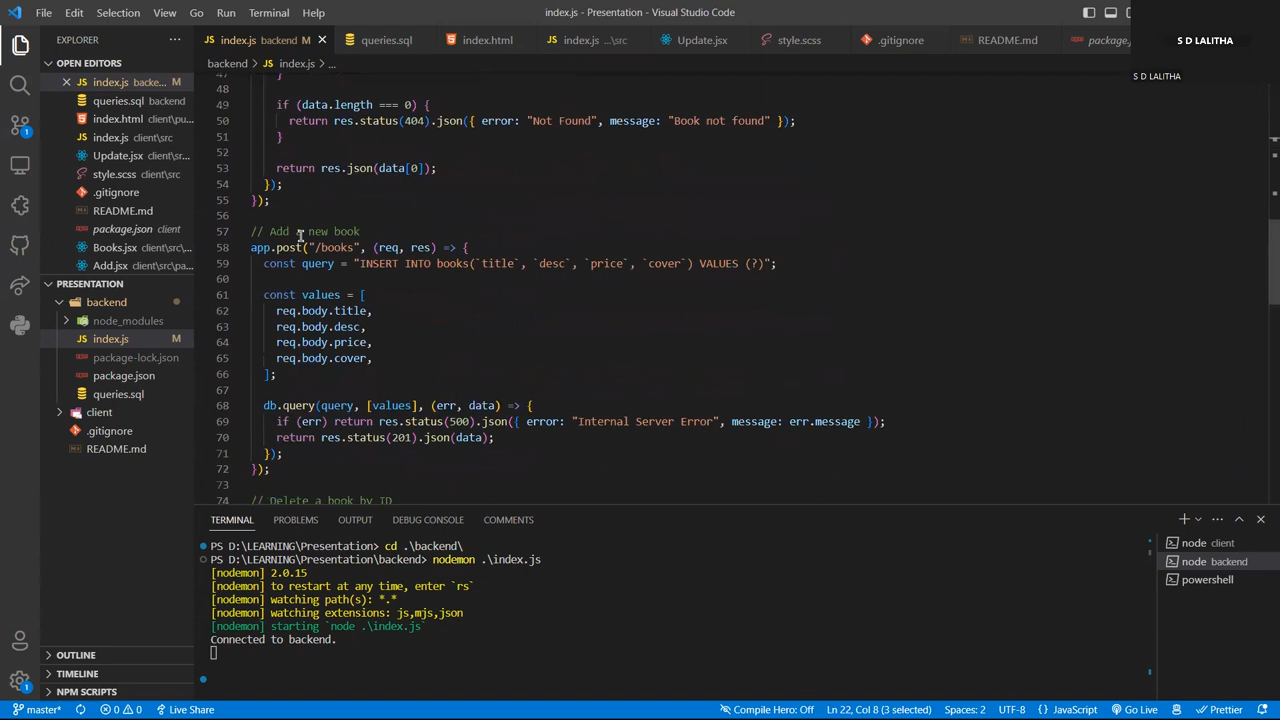 File Edit Selection View Go Run Terminal Help
index.js - Presentation - Visual Studio Code
S D LALITHA
S D LALITHA
EXPLORER
OPEN EDITORS
index.js backe... M
queries.sql backend
index.html client\pu...
index.js client\src
Update.jsx client\sr...
style.scss client\src
.gitignore
README.md
package.json client
Books.jsx client\src...
Add.jsx client\src\pa...
PRESENTATION
backend
node_modules
index.js M
package-lock.json
package.json
queries.sql
client
.gitignore
README.md
OUTLINE
TIMELINE
NPM SCRIPTS
index.js backend M queries.sql index.html index.js ...\src Update.jsx style.scss .gitignore README.md package.j
backend > index.js > ...
47 }
48
49 if (data.length === 0) {
50 return res.status(404).json({ error: "Not Found", message: "Book not found" });
51 }
52
53 return res.json(data[0]);
54 });
55 });
56
57 // Add a new book
58 app.post("/books", (req, res) => {
59 const query = "INSERT INTO books(`title`, `desc`, `price`, `cover`) VALUES (?)";
60
61 const values = [
62 req.body.title,
63 req.body.desc,
64 req.body.price,
65 req.body.cover,
66 ];
67
68 db.query(query, [values], (err, data) => {
69 if (err) return res.status(500).json({ error: "Internal Server Error", message: err.message });
70 return res.status(201).json(data);
71 });
72 });
73
74 // Delete a book by ID
TERMINAL PROBLEMS OUTPUT DEBUG CONSOLE COMMENTS
PS D:\LEARNING\Presentation> cd .\backend\
PS D:\LEARNING\Presentation\backend> nodemon .\index.js
[nodemon] 2.0.15
[nodemon] to restart at any time, enter `rs`
[nodemon] watching path(s): *.*
[nodemon] watching extensions: js,mjs,json
[nodemon] starting `node .\index.js`
Connected to backend.
node client
node backend
powershell
master* 0 0 Live Share
Compile Hero: Off Ln 22, Col 8 (3 selected) Spaces: 2 UTF-8 JavaScript Go Live Prettier